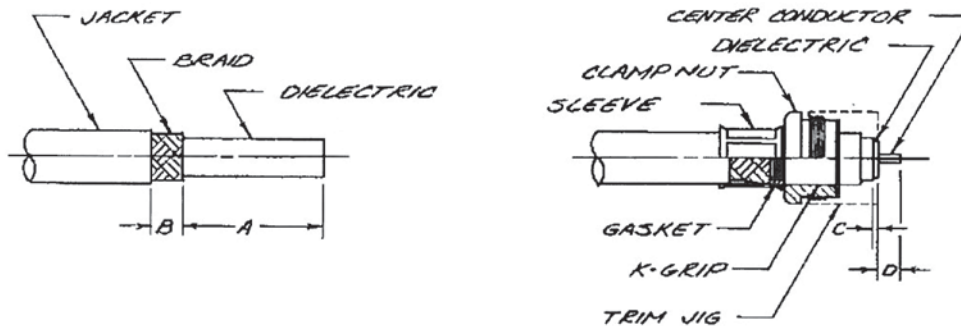 JACKET
BRAID
DIELECTRIC
B
A
CENTER CONDUCTOR
DIELECTRIC
CLAMP NUT
SLEEVE
GASKET
C
K-GRIP
D
TRIM JIG